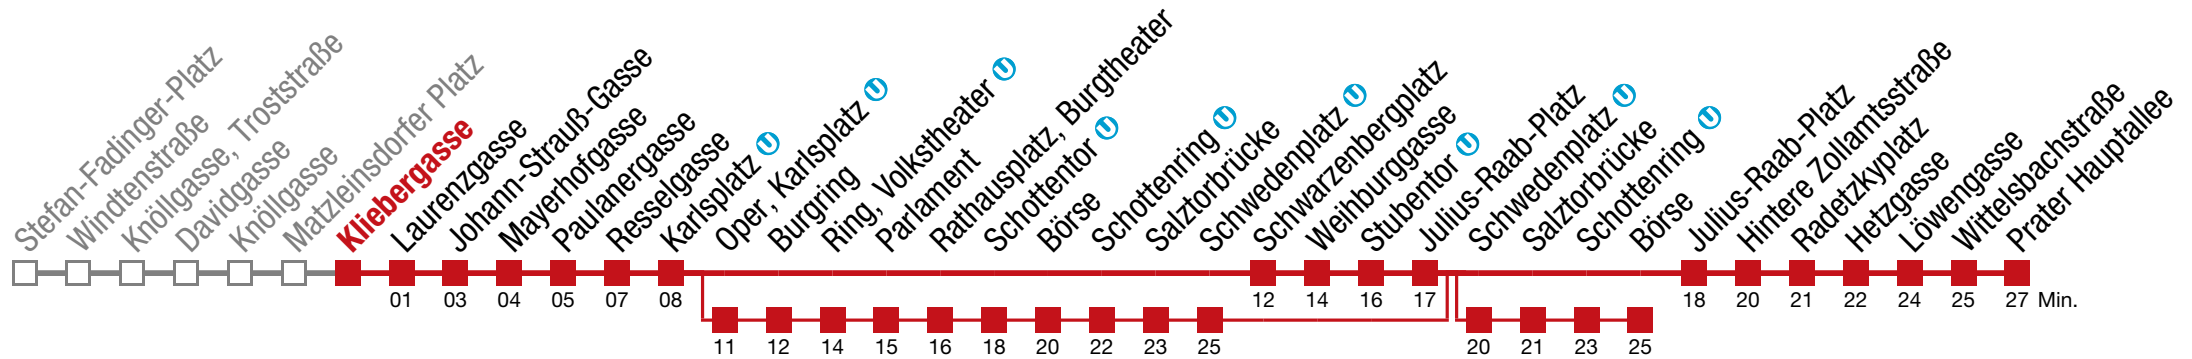 Stefan-Fadinger-Platz
Windtenstraße
Knöllgasse, Troststraße
Davidgasse
Knöllgasse
Matzleinsdorfer Platz
Kliebergasse
Laurenzgasse
Johann-Strauß-Gasse
Mayerhofgasse
Paulanergasse
Resselgasse
Karlsplatz U
Oper, Karlsplatz U
Burgring
Ring, Volkstheater U
Parlament
Rathausplatz, Burgtheater
Schottentor U
Börse
Schottenring U
Salztorbrücke
Schwedenplatz U
Schwarzenbergplatz
Weihburggasse
Stubentor U
Julius-Raab-Platz
Schwedenplatz U
Salztorbrücke
Schottenring U
Börse
Julius-Raab-Platz
Hintere Zollamtsstraße
Radetzkyplatz
Hetzgasse
Löwengasse
Wittelsbachstraße
Prater Hauptallee
01 03 04 05 07 08 12 14 16 17 18 20 21 22 24 25 27 Min.
11 12 14 15 16 18 20 22 23 25 20 21 23 25